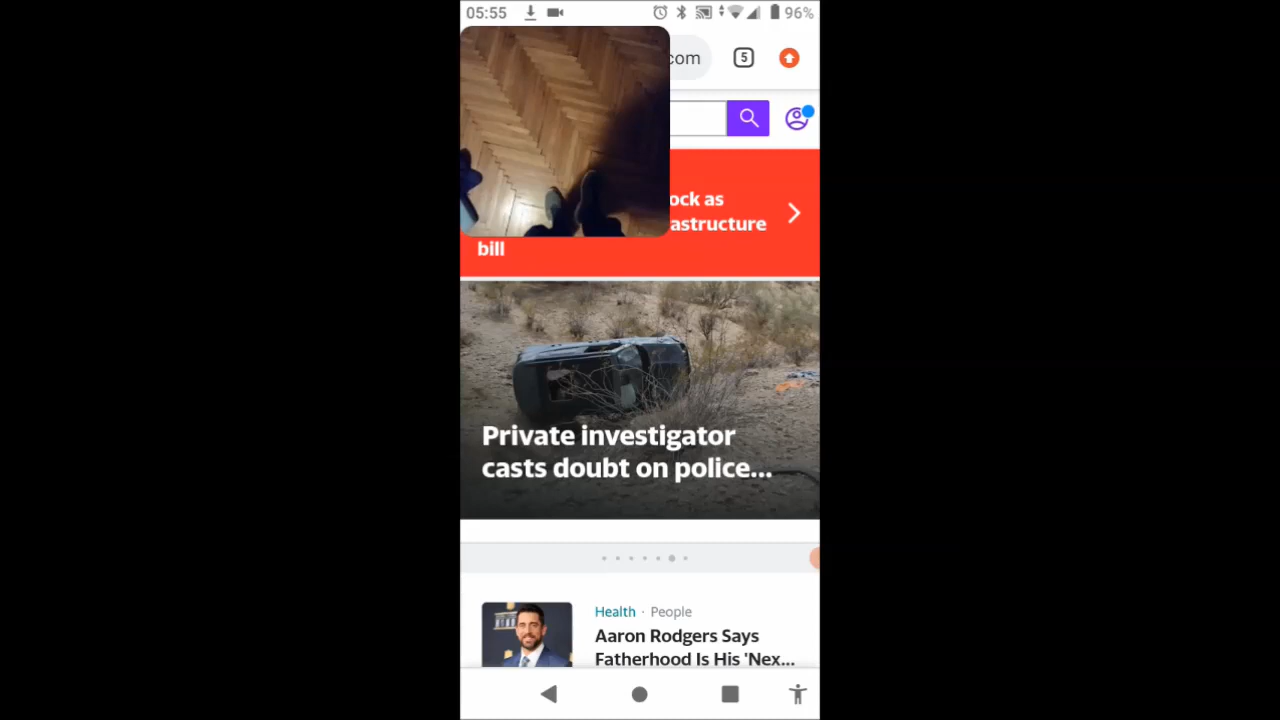 05:55
96%
com
5
ock as
astructure
bill
Private investigator
casts doubt on police...
Health · People
Aaron Rodgers Says
Fatherhood Is His 'Nex...